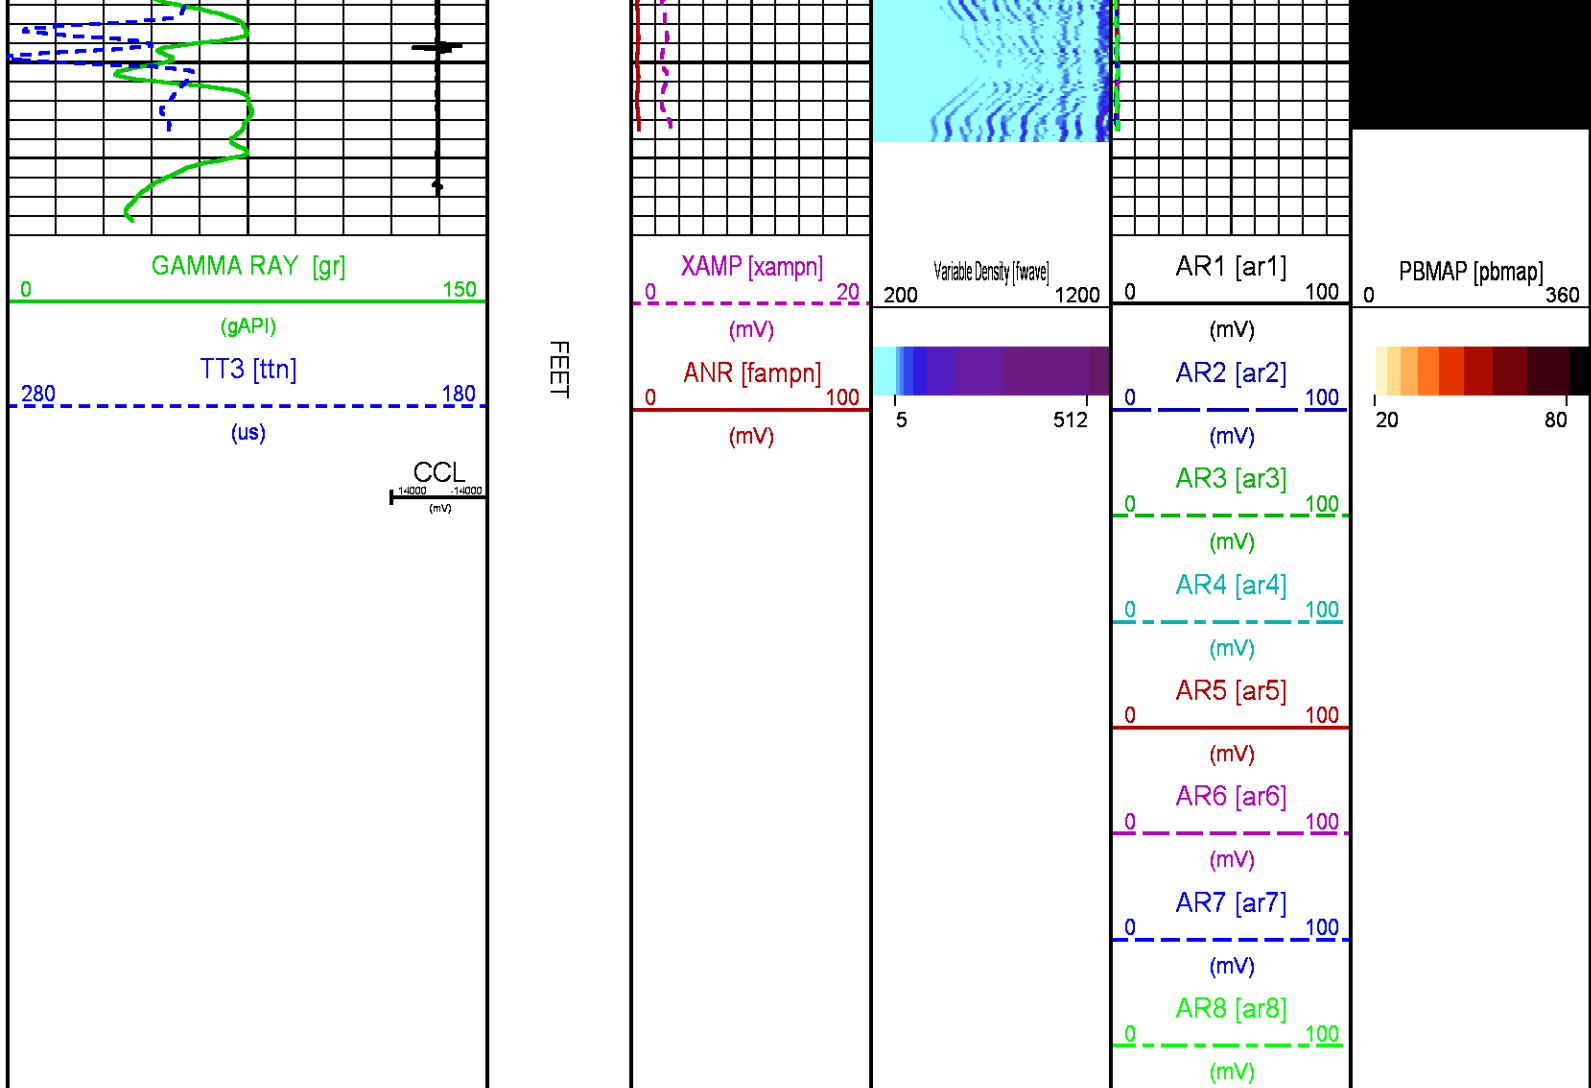 GAMMA RAY [gr]
0 150
(gAPI)
TT3 [ttn]
280 180
(us)
CCL
14000 -14000
(mV)
FEET
XAMP [xampn]
0 20
(mV)
ANR [fampn]
0 100
(mV)
Variable Density [fwave]
200 1200
5 512
AR1 [ar1]
0 100
(mV)
AR2 [ar2]
0 100
(mV)
AR3 [ar3]
0 100
(mV)
AR4 [ar4]
0 100
(mV)
AR5 [ar5]
0 100
(mV)
AR6 [ar6]
0 100
(mV)
AR7 [ar7]
0 100
(mV)
AR8 [ar8]
0 100
(mV)
PBMAP [pbmap]
0 360
20 80